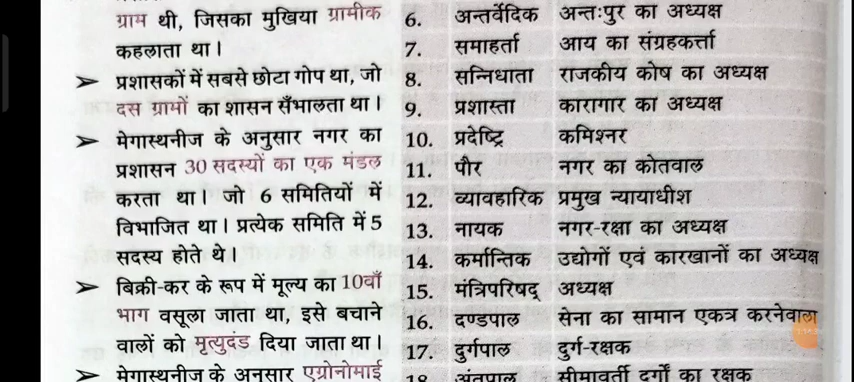 ग्राम थी, जिसका मुखिया ग्रामीक
कहलाता था।
➢ प्रशासकों में सबसे छोटा गोप था, जो
दस ग्रामों का शासन सँभालता था।
➢ मेगास्थनीज के अनुसार नगर का
प्रशासन 30 सदस्यों का एक मंडल
करता था। जो 6 समितियों में
विभाजित था। प्रत्येक समिति में 5
सदस्य होते थे।
➢ बिक्री-कर के रूप में मूल्य का 10वाँ
भाग वसूला जाता था, इसे बचाने
वालों को मृत्युदंड दिया जाता था।
➢ मेगास्थनीज के अनुसार एग्रोनोमाई
6. अन्तर्वेदिक अन्तःपुर का अध्यक्ष
7. समाहर्ता आय का संग्रहकर्त्ता
8. सन्निधाता राजकीय कोष का अध्यक्ष
9. प्रशास्ता कारागार का अध्यक्ष
10. प्रदेष्ट्रि कमिश्नर
11. पौर नगर का कोतवाल
12. व्यावहारिक प्रमुख न्यायाधीश
13. नायक नगर-रक्षा का अध्यक्ष
14. कर्मान्तिक उद्योगों एवं कारखानों का अध्यक्ष
15. मंत्रिपरिषद् अध्यक्ष
16. दण्डपाल सेना का सामान एकत्र करनेवाला
17. दुर्गपाल दुर्ग-रक्षक
18. अंतपाल सीमावर्ती दुर्गों का रक्षक